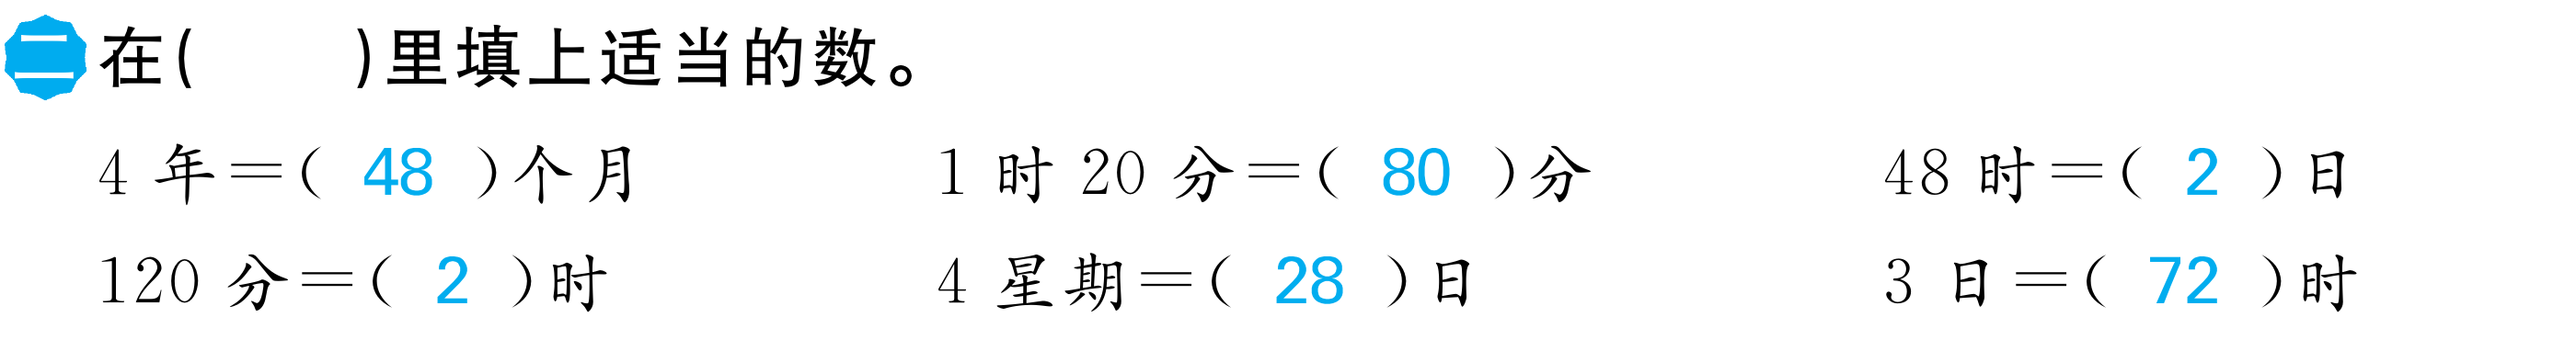 二 在(  )里填上适当的数。
4 年=( 48 )个月  1 时 20 分=( 80 )分  48 时=( 2 )日
120 分=( 2 )时  4 星期=( 28 )日  3 日=( 72 )时